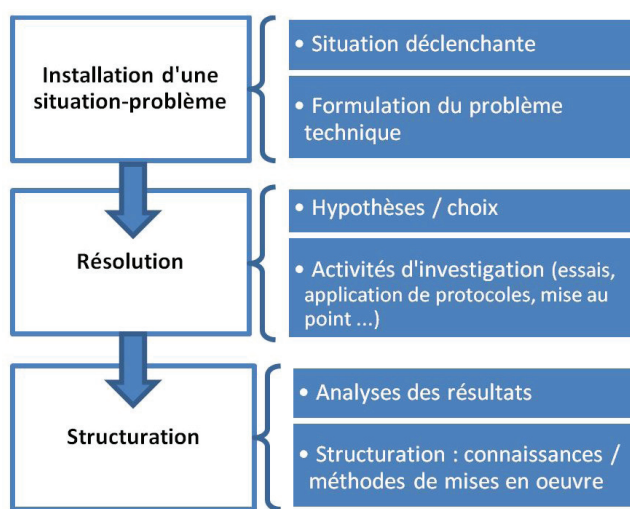 Installation d'une
situation-problème
• Situation déclenchante
• Formulation du problème
technique
Résolution
• Hypothèses / choix
• Activités d'investigation (essais,
application de protocoles, mise au
point ...)
Structuration
• Analyses des résultats
• Structuration : connaissances /
méthodes de mises en oeuvre